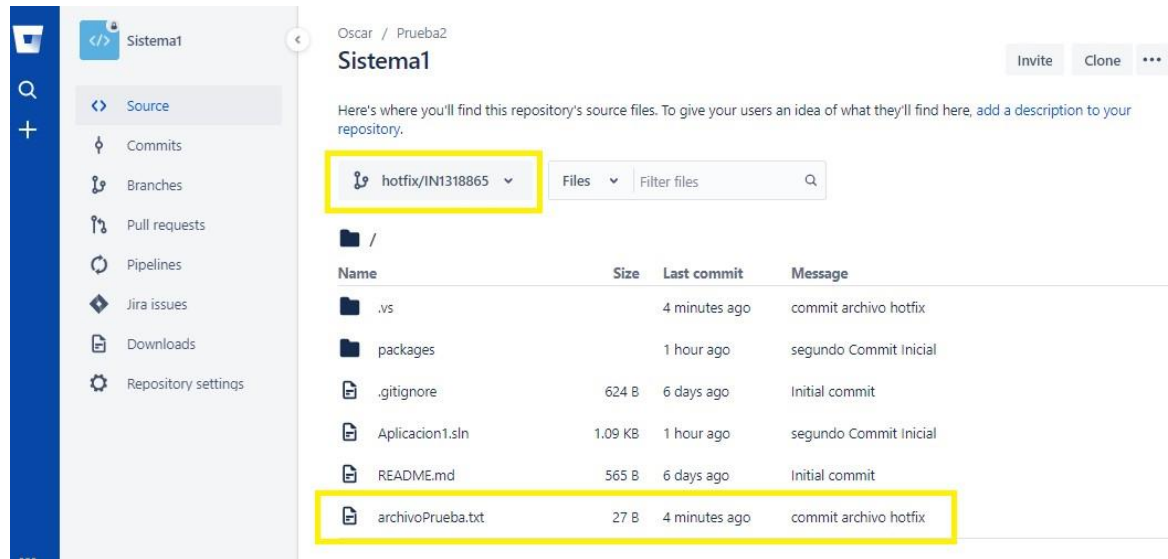 </> Sistema1
Source
Commits
Branches
Pull requests
Pipelines
Jira issues
Downloads
Repository settings
Oscar / Prueba2
Sistema1
Invite Clone
Here's where you'll find this repository's source files. To give your users an idea of what they'll find here, add a description to your
repository.
hotfix/IN1318865 Files Filter files
/
Name Size Last commit Message
.vs 4 minutes ago commit archivo hotfix
packages 1 hour ago segundo Commit Inicial
.gitignore 624 B 6 days ago Initial commit
Aplicacion1.sln 1.09 KB 1 hour ago segundo Commit Inicial
README.md 565 B 6 days ago Initial commit
archivoPrueba.txt 27 B 4 minutes ago commit archivo hotfix